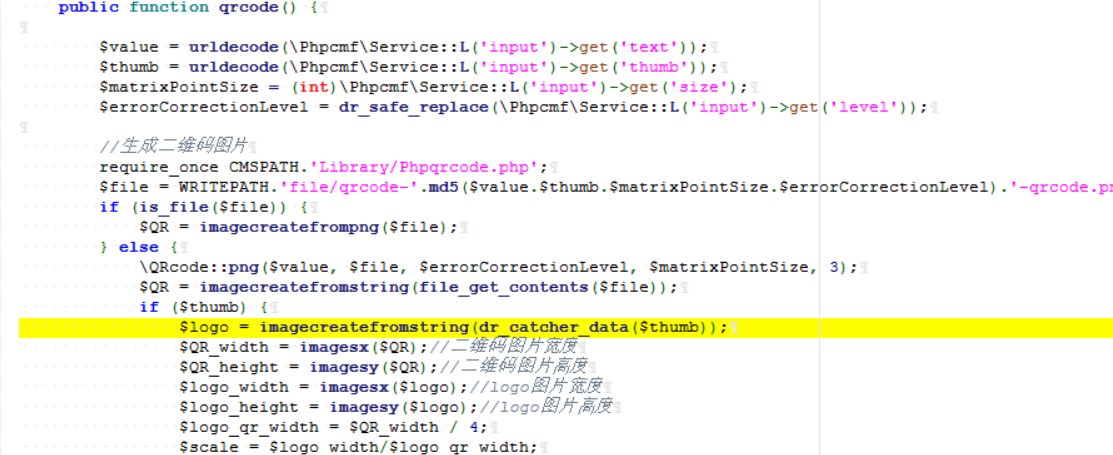 public function qrcode() {
$value = urldecode(\Phpcmf\Service::L('input')->get('text'));
$thumb = urldecode(\Phpcmf\Service::L('input')->get('thumb'));
$matrixPointSize = (int)\Phpcmf\Service::L('input')->get('size');
$errorCorrectionLevel = dr_safe_replace(\Phpcmf\Service::L('input')->get('level'));
//生成二维码图片
require_once CMSPATH.'Library/Phpqrcode.php';
$file = WRITEPATH.'file/qrcode-'.md5($value.$thumb.$matrixPointSize.$errorCorrectionLevel).'-qrcode.pn
if (is_file($file)) {
$QR = imagecreatefrompng($file);
} else {
\QRcode::png($value, $file, $errorCorrectionLevel, $matrixPointSize, 3);
$QR = imagecreatefromstring(file_get_contents($file));
if ($thumb) {
$logo = imagecreatefromstring(dr_catcher_data($thumb));
$QR_width = imagesx($QR);//二维码图片宽度
$QR_height = imagesy($QR);//二维码图片高度
$logo_width = imagesx($logo);//logo图片宽度
$logo_height = imagesy($logo);//logo图片高度
$logo_qr_width = $QR_width / 4;
$scale = $logo_width/$logo_qr_width;